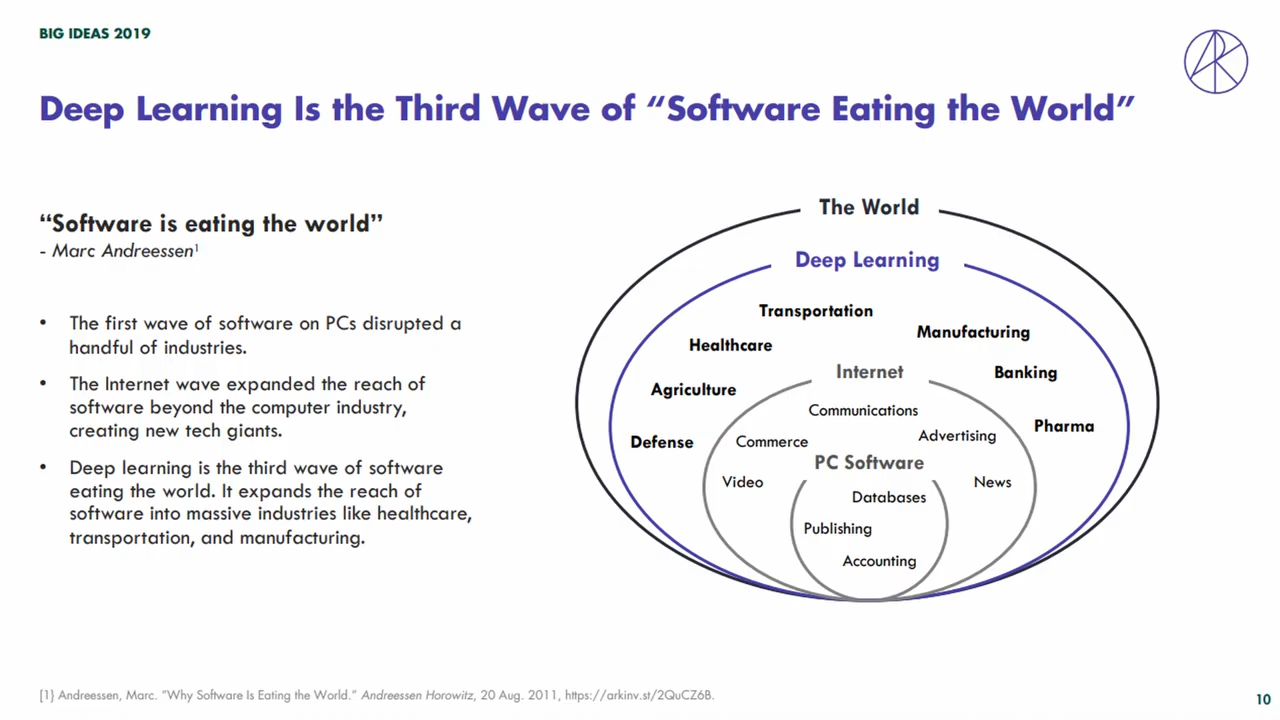 BIG IDEAS 2019
ARK
Deep Learning Is the Third Wave of “Software Eating the World”
“Software is eating the world”
- Marc Andreessen¹
• The first wave of software on PCs disrupted a
handful of industries.
• The Internet wave expanded the reach of
software beyond the computer industry,
creating new tech giants.
• Deep learning is the third wave of software
eating the world. It expands the reach of
software into massive industries like healthcare,
transportation, and manufacturing.
The World
Deep Learning
Transportation
Manufacturing
Healthcare
Internet
Banking
Agriculture
Communications
Pharma
Defense
Commerce
Advertising
PC Software
Video
News
Databases
Publishing
Accounting
[1] Andreessen, Marc. “Why Software Is Eating the World.” Andreessen Horowitz, 20 Aug. 2011, https://arkinv.st/2QuCZ6B.
10